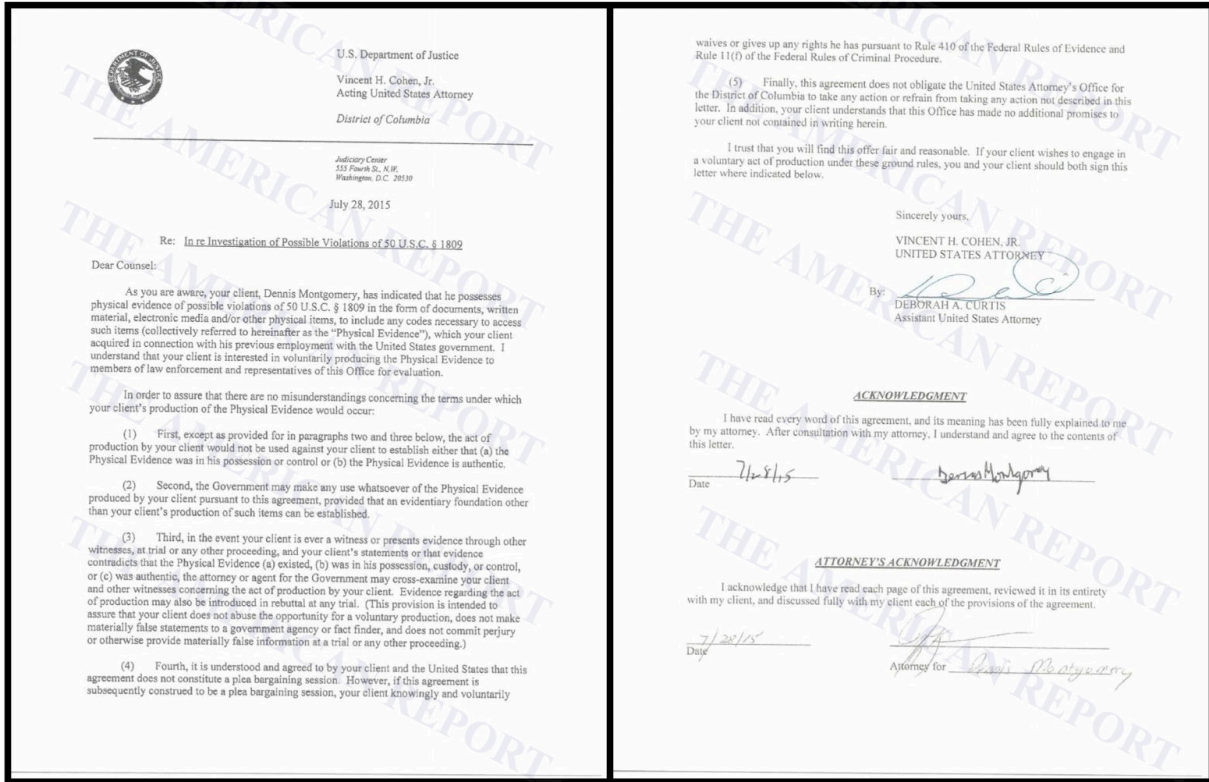 U.S. Department of Justice
Vincent H. Cohen, Jr.
Acting United States Attorney
District of Columbia
Judiciary Center
555 Fourth St., N.W.
Washington, D.C. 20530
July 28, 2015
Re: In re Investigation of Possible Violations of 50 U.S.C. § 1809
Dear Counsel:
As you are aware, your client, Dennis Montgomery, has indicated that he possesses
physical evidence of possible violations of 50 U.S.C. § 1809 in the form of documents, written
material, electronic media and/or other physical items, to include any codes necessary to access
such items (collectively referred to hereinafter as the "Physical Evidence"), which your client
acquired in connection with his previous employment with the United States government. I
understand that your client is interested in voluntarily producing the Physical Evidence to
members of law enforcement and representatives of this Office for evaluation.
In order to assure that there are no misunderstandings concerning the terms under which
your client's production of the Physical Evidence would occur:
(1) First, except as provided for in paragraphs two and three below, the act of
production by your client would not be used against your client to establish either that (a) the
Physical Evidence was in his possession or control or (b) the Physical Evidence is authentic.
(2) Second, the Government may make any use whatsoever of the Physical Evidence
produced by your client pursuant to this agreement, provided that an evidentiary foundation other
than your client's production of such items can be established.
(3) Third, in the event your client is ever a witness or presents evidence through other
witnesses, at trial or any other proceeding, and your client's statements or that evidence
contradicts that the Physical Evidence (a) existed, (b) was in his possession, custody, or control,
or (c) was authentic, the attorney or agent for the Government may cross-examine your client
and other witnesses concerning the act of production by your client. Evidence regarding the act
of production may also be introduced in rebuttal at any trial. (This provision is intended to
assure that your client does not abuse the opportunity for a voluntary production, does not make
materially false statements to a government agency or fact finder, and does not commit perjury
or otherwise provide materially false information at a trial or any other proceeding.)
(4) Fourth, it is understood and agreed to by your client and the United States that this
agreement does not constitute a plea bargaining session. However, if this agreement is
subsequently construed to be a plea bargaining session, your client knowingly and voluntarily
waives or gives up any rights he has pursuant to Rule 410 of the Federal Rules of Evidence and
Rule 11(f) of the Federal Rules of Criminal Procedure.
(5) Finally, this agreement does not obligate the United States Attorney's Office for
the District of Columbia to take any action or refrain from taking any action not described in this
letter. In addition, your client understands that this Office has made no additional promises to
your client not contained in writing herein.
I trust that you will find this offer fair and reasonable. If your client wishes to engage in
a voluntary act of production under these ground rules, you and your client should both sign this
letter where indicated below.
Sincerely yours,
VINCENT H. COHEN, JR.
UNITED STATES ATTORNEY
By:
DEBORAH A. CURTIS
Assistant United States Attorney
ACKNOWLEDGMENT
I have read every word of this agreement, and its meaning has been fully explained to me
by my attorney. After consultation with my attorney, I understand and agree to the contents of
this letter.
7/28/15 Dennis Montgomery
Date
ATTORNEY'S ACKNOWLEDGMENT
I acknowledge that I have read each page of this agreement, reviewed it in its entirety
with my client, and discussed fully with my client each of the provisions of the agreement.
7/28/15
Date
Attorney for Dennis Montgomery
THE AMERICAN REPORT